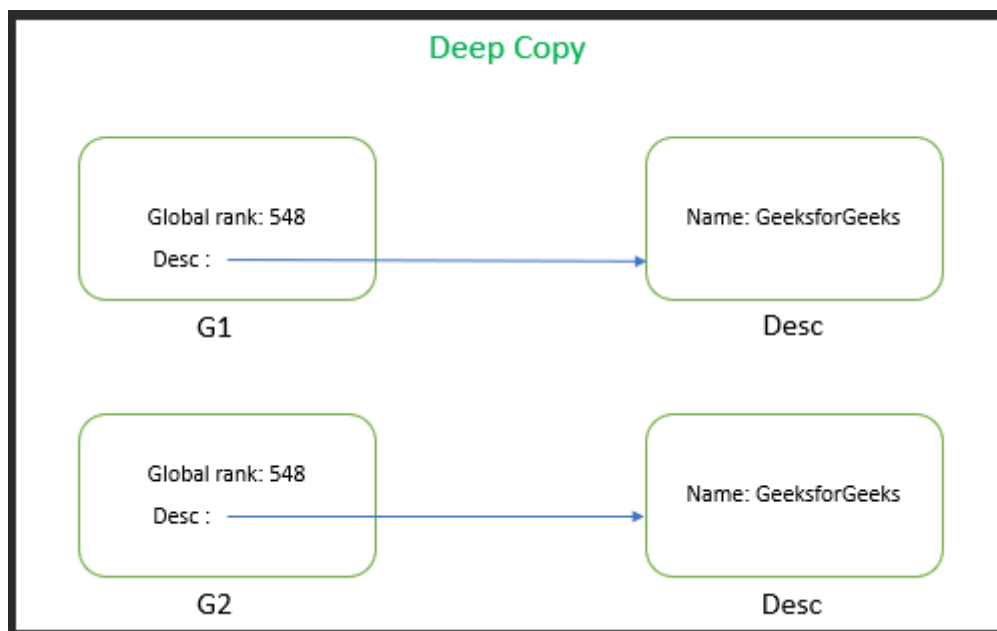 Deep Copy
Global rank: 548
Desc :
Name: GeeksforGeeks
G1
Desc
Global rank: 548
Desc :
Name: GeeksforGeeks
G2
Desc